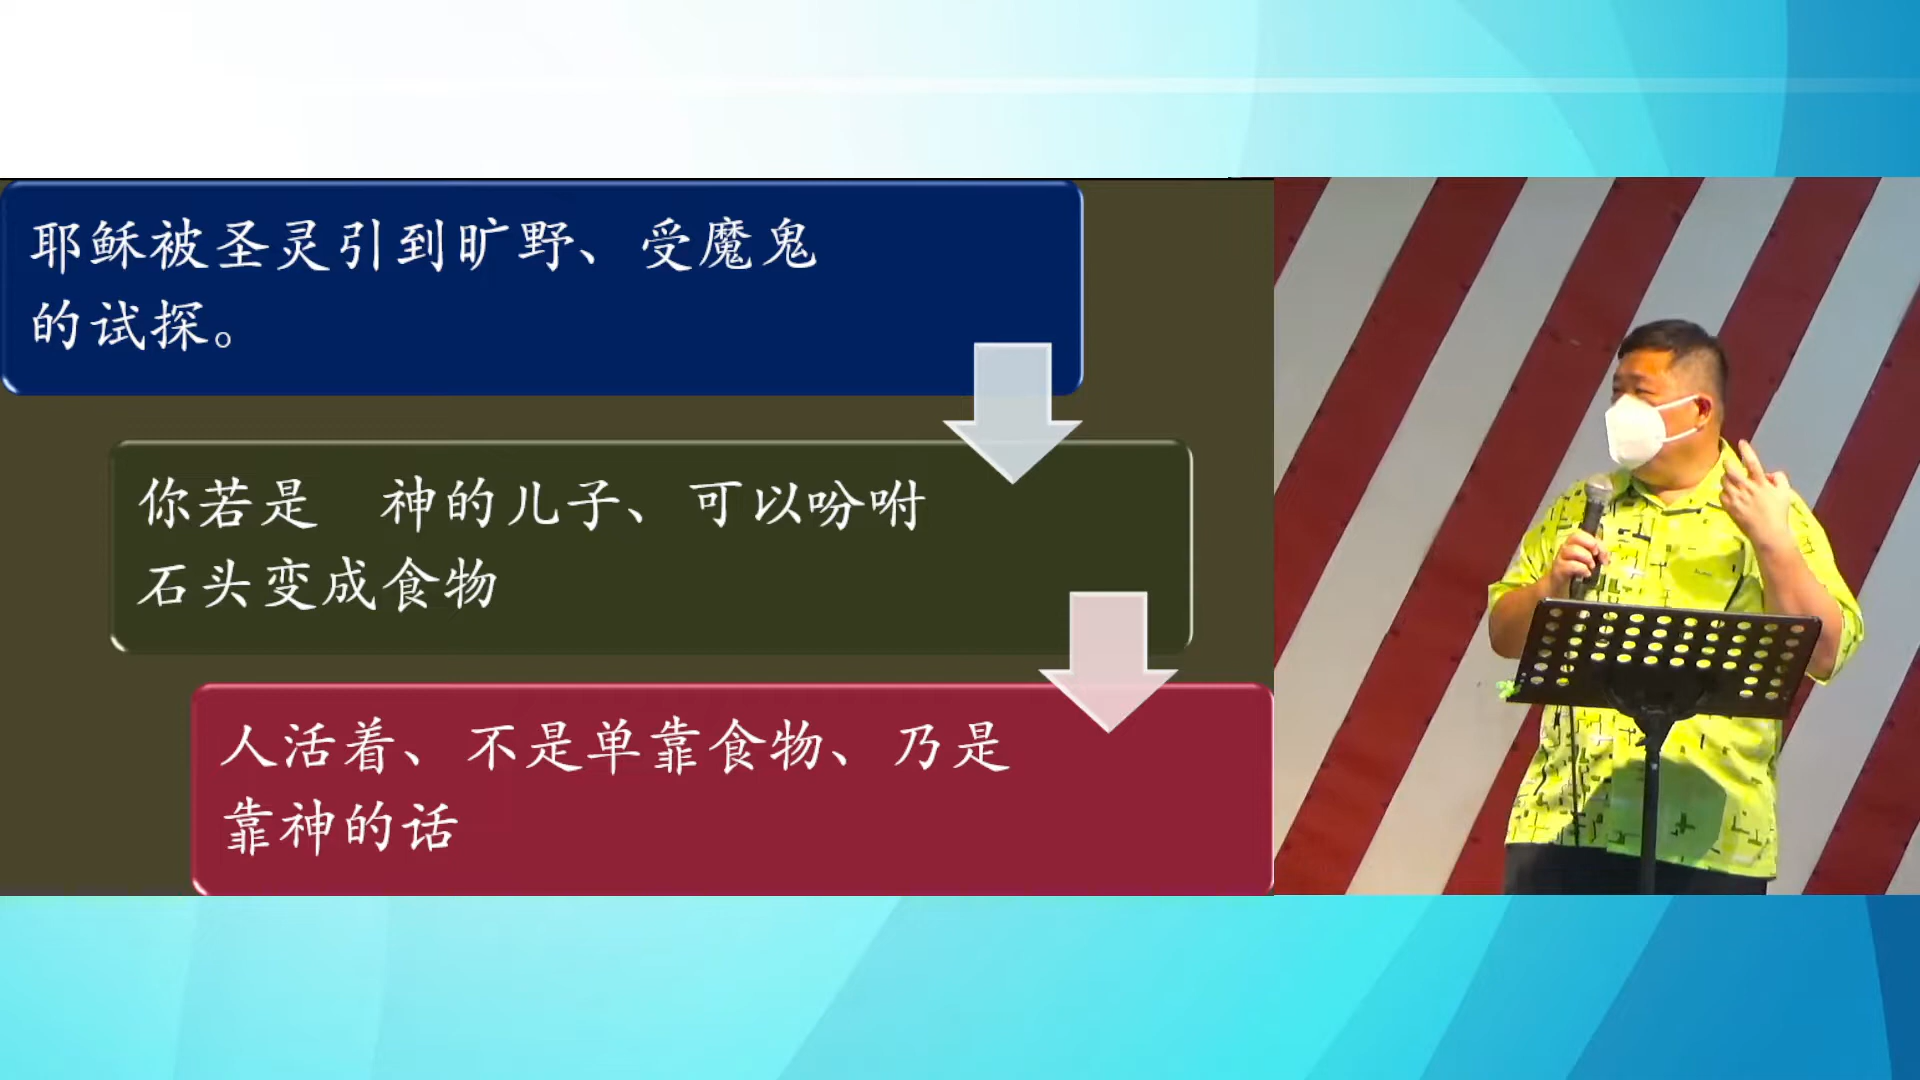 耶稣被圣灵引到旷野、受魔鬼
的试探。
你若是　神的儿子、可以吩咐
石头变成食物
人活着、不是单靠食物、乃是
靠神的话